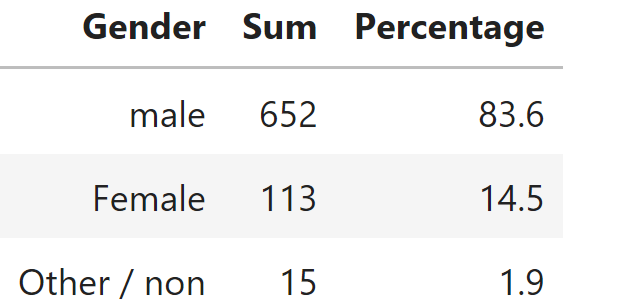 Gender Sum Percentage
male 652 83.6
Female 113 14.5
Other / non 15 1.9